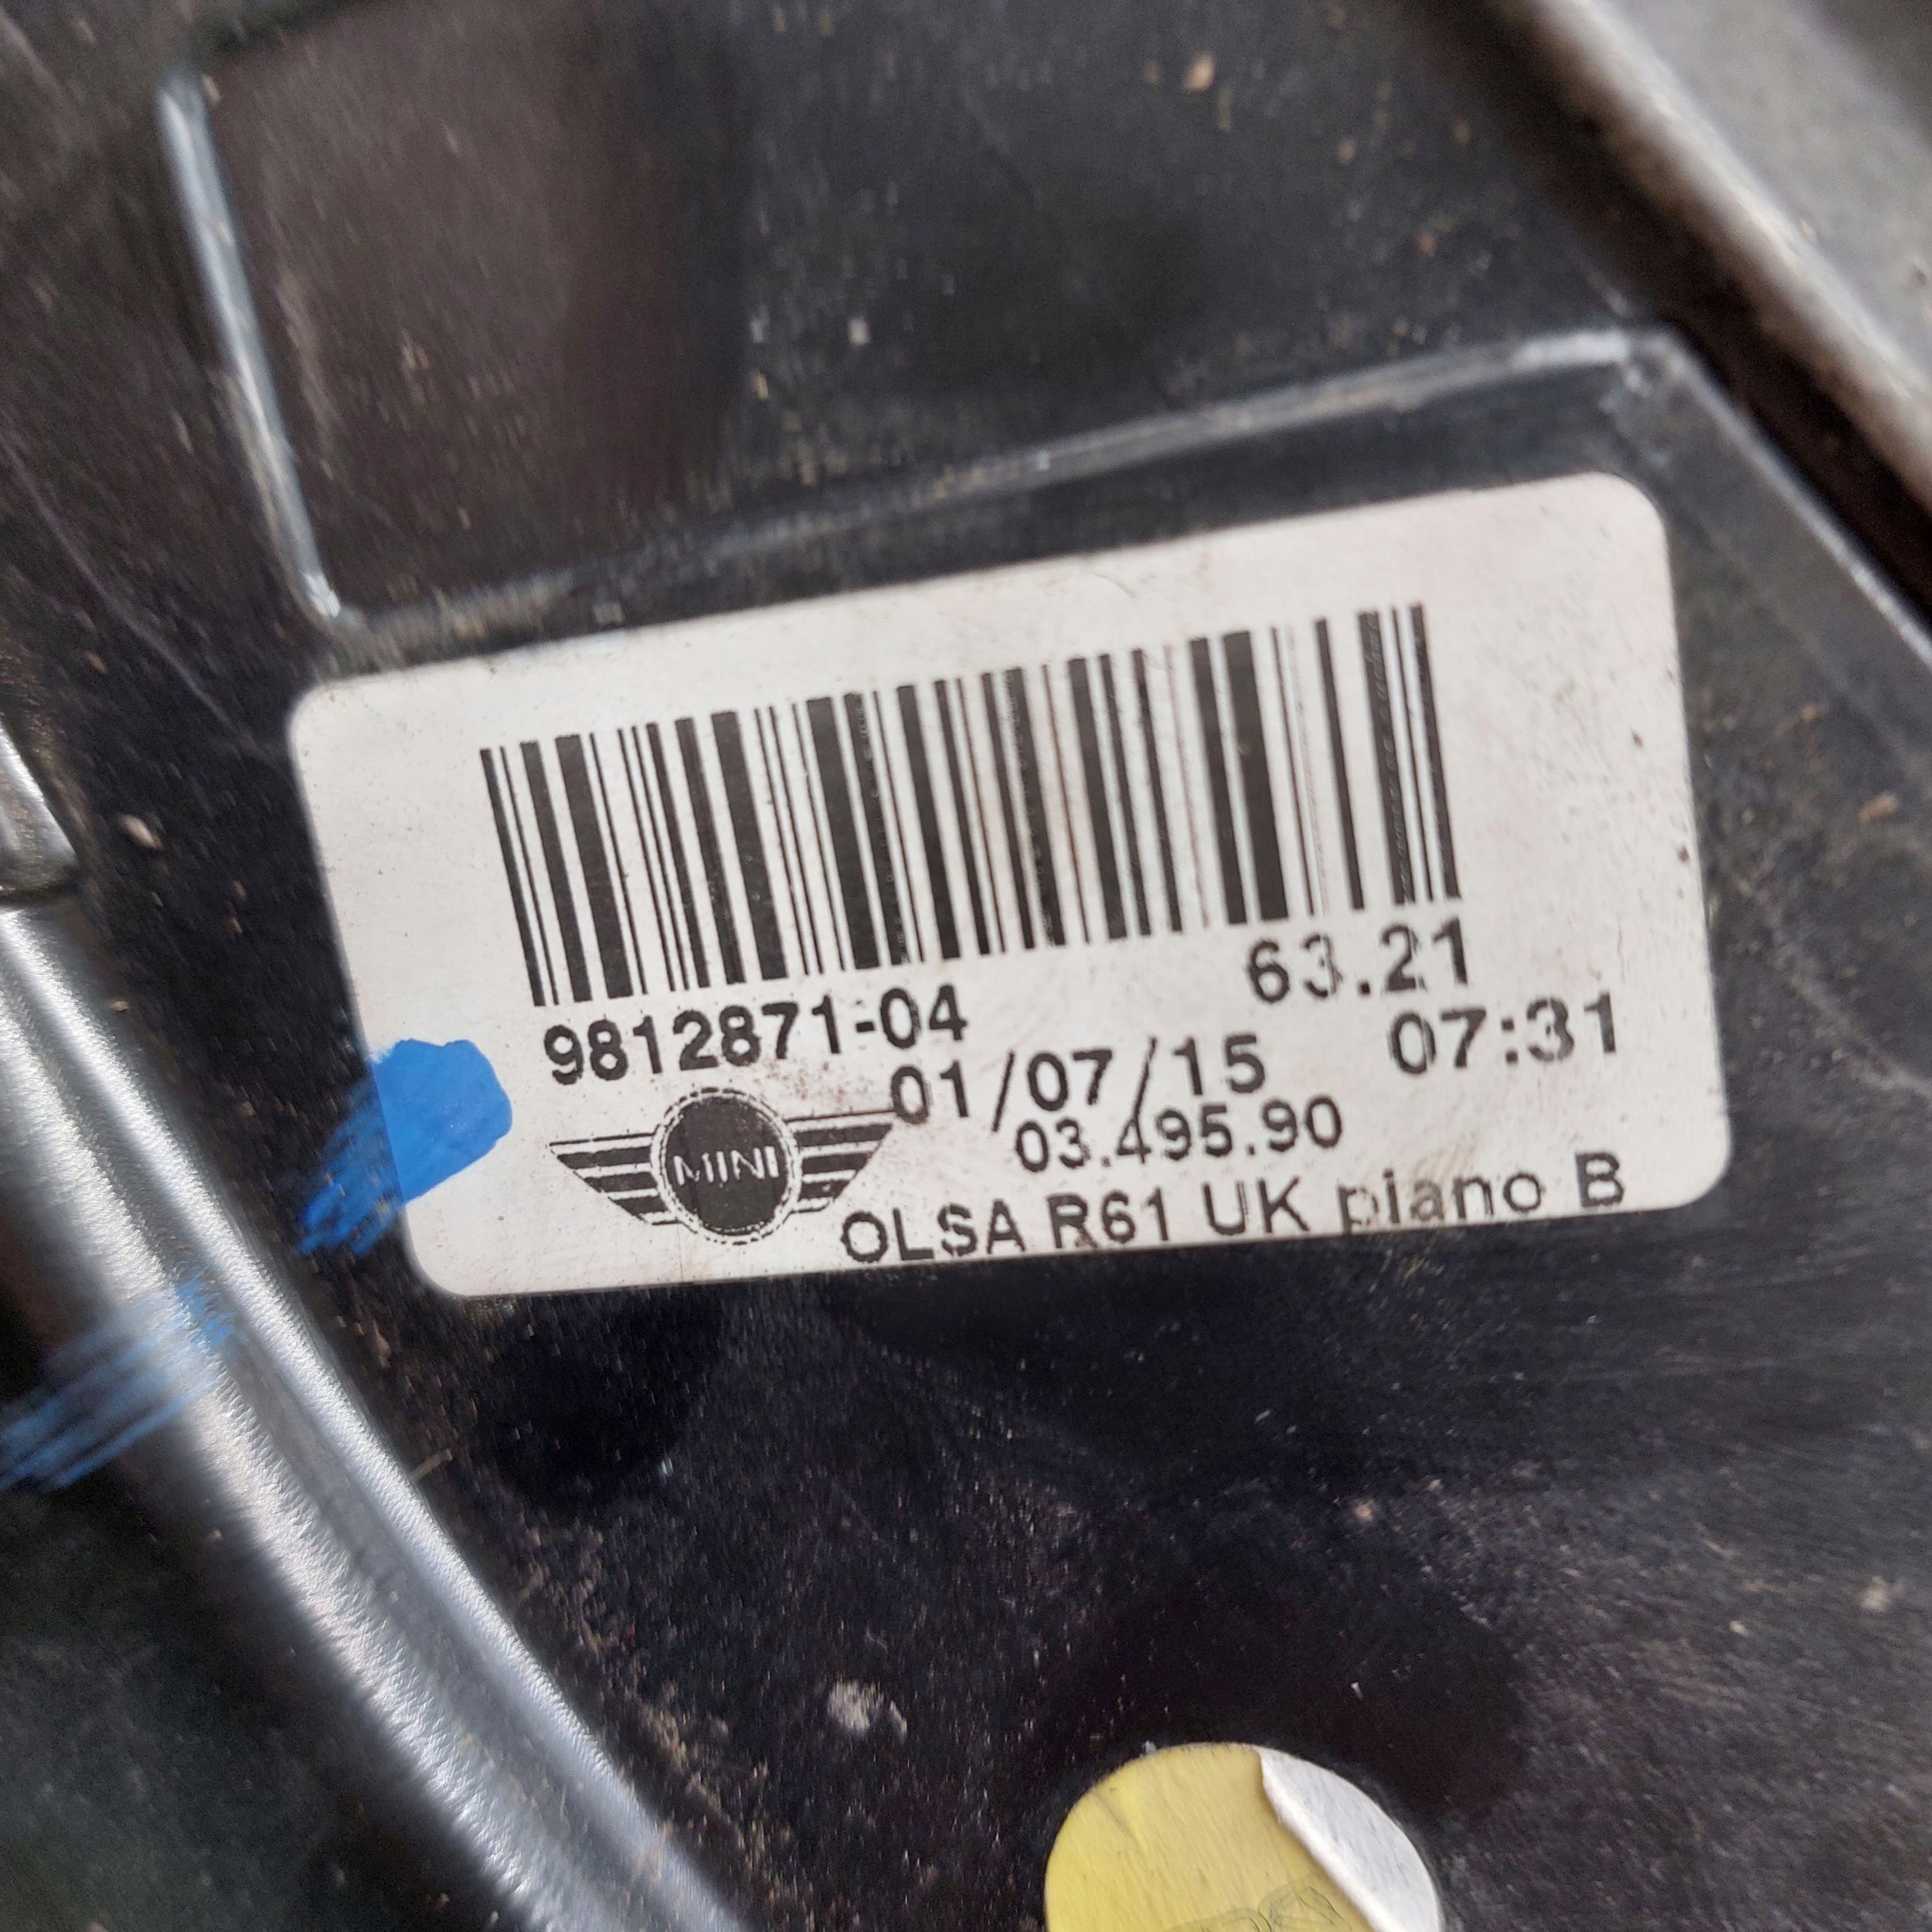 63.21
9812871-04
01/07/15 07:31
03.495.90
MINI
OLSA R61 UK piano B